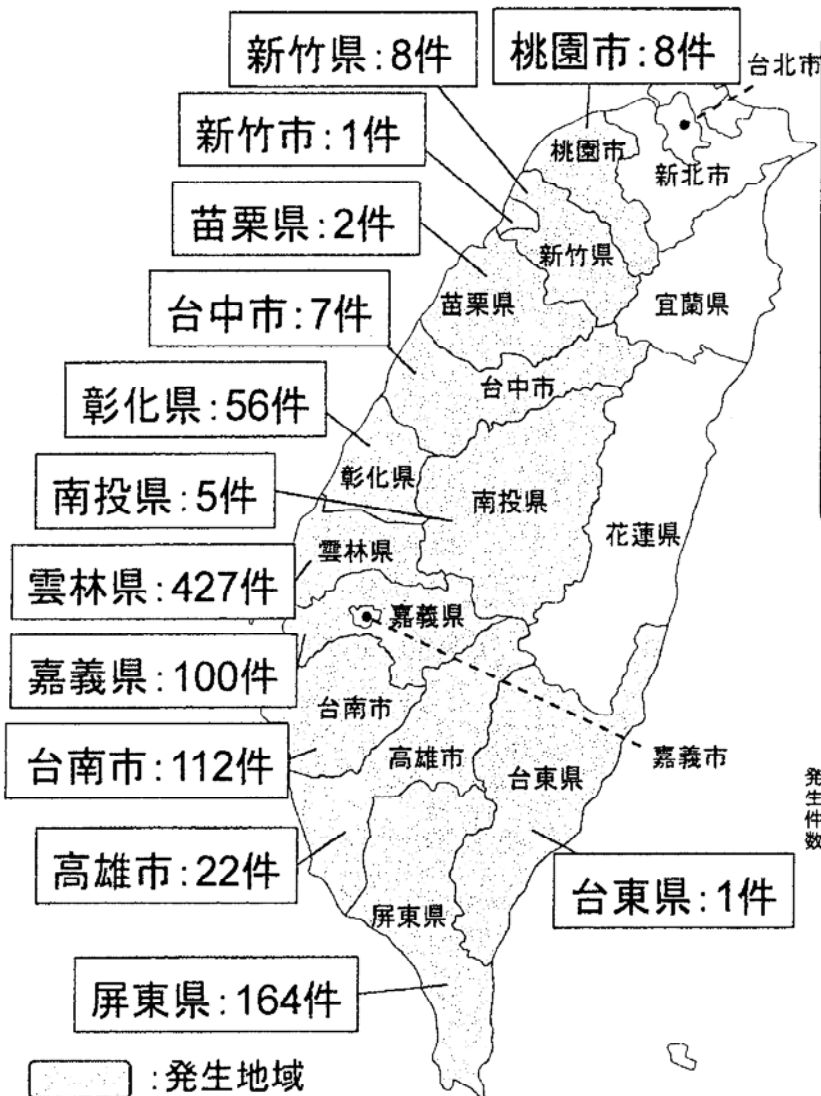 新竹県:8件
桃園市:8件
台北市
新竹市:1件
桃園市
新北市
苗栗県:2件
新竹県
宜蘭県
苗栗県
台中市:7件
台中市
彰化県:56件
彰化県
南投県:5件
南投県
花蓮県
雲林県
雲林県:427件
嘉義県
嘉義県:100件
台南市
台南市:112件
高雄市
台東県
嘉義市
発生件数
高雄市:22件
台東県:1件
屏東県
屏東県:164件
:発生地域